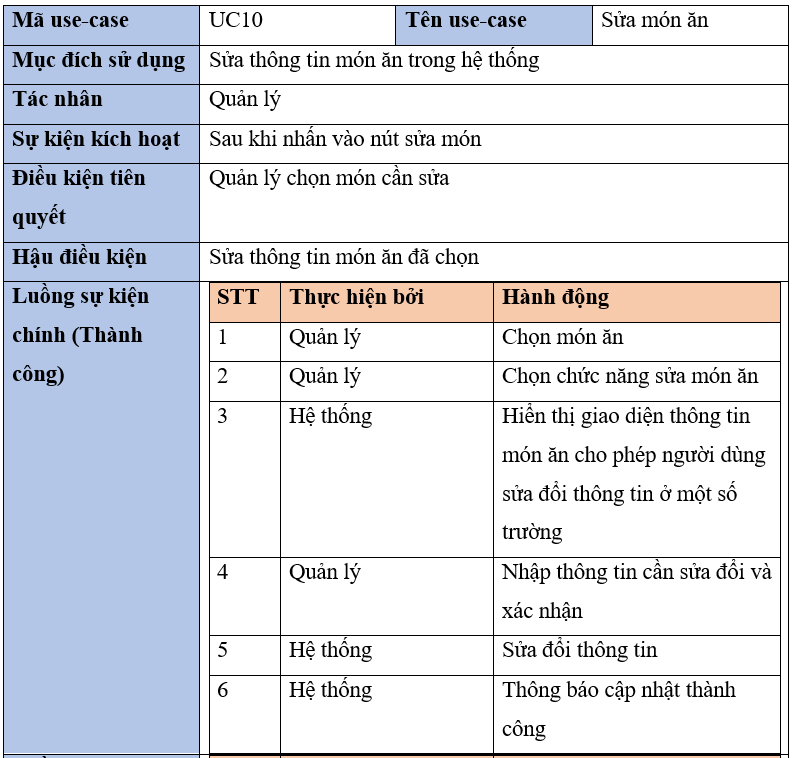 Mã use-case UC10 Tên use-case Sửa món ăn
Mục đích sử dụng Sửa thông tin món ăn trong hệ thống
Tác nhân Quản lý
Sự kiện kích hoạt Sau khi nhấn vào nút sửa món
Điều kiện tiên Quản lý chọn món cần sửa
quyết
Hậu điều kiện Sửa thông tin món ăn đã chọn
Luồng sự kiện
chính (Thành
công)
STT Thực hiện bởi Hành động
1 Quản lý Chọn món ăn
2 Quản lý Chọn chức năng sửa món ăn
3 Hệ thống Hiển thị giao diện thông tin
món ăn cho phép người dùng
sửa đổi thông tin ở một số
trường
4 Quản lý Nhập thông tin cần sửa đổi và
xác nhận
5 Hệ thống Sửa đổi thông tin
6 Hệ thống Thông báo cập nhật thành
công